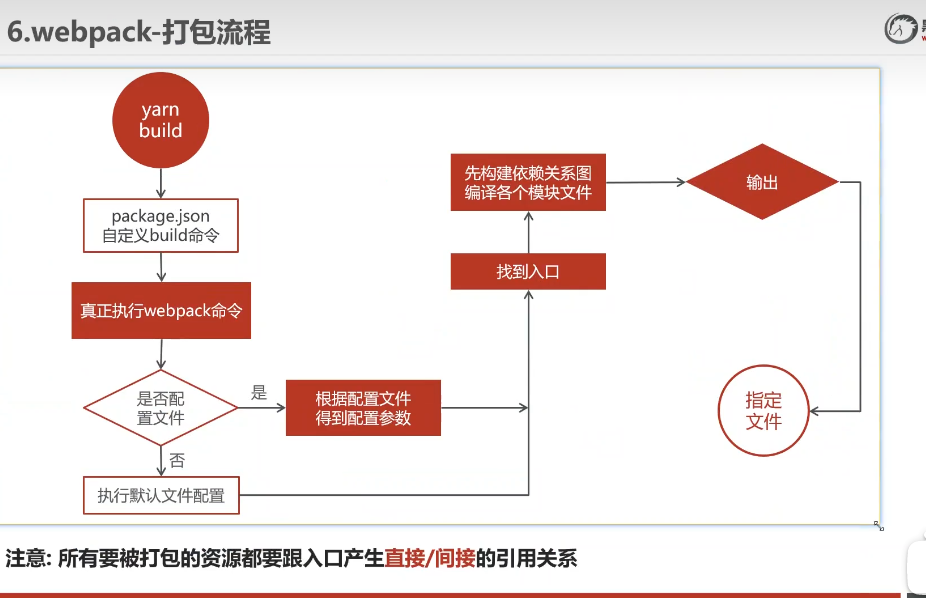 6.webpack-打包流程
yarn
build
package.json
自定义build命令
真正执行webpack命令
是否配
置文件
是
否
根据配置文件
得到配置参数
执行默认文件配置
找到入口
先构建依赖关系图
编译各个模块文件
输出
指定
文件
注意: 所有要被打包的资源都要跟入口产生直接/间接的引用关系